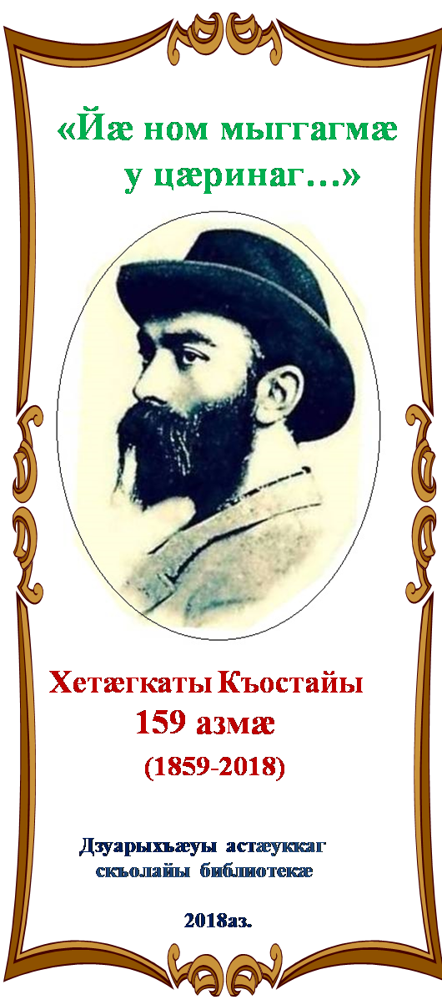 «Йæ ном мыггагмæ
у цæринаг...»
Хетæгкаты Къостайы
159 азмæ
(1859-2018)
Дзуарыхъæуы астæуккаг
скъолайы библиотекæ
2018аз.